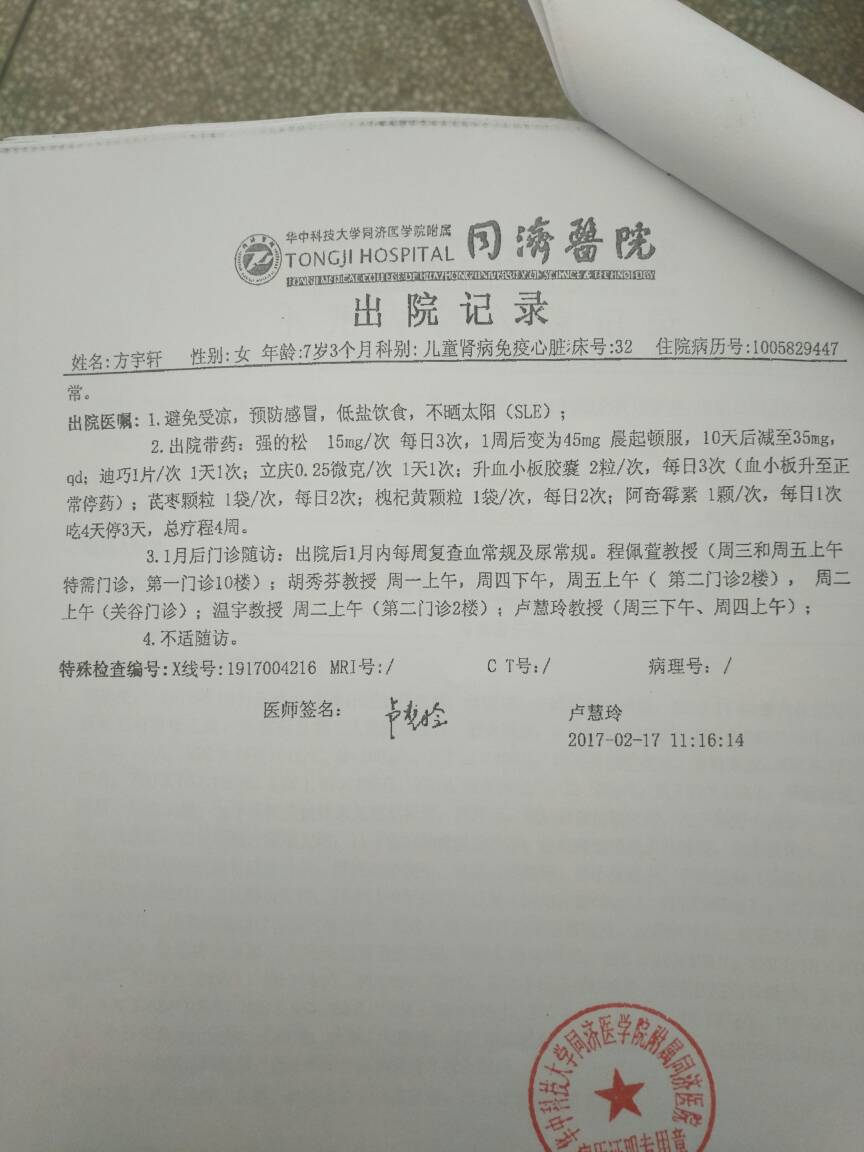 华中科技大学同济医学院附属
TONGJI HOSPITAL 同濟醫院
TONGJI MEDICAL COLLEGE OF HUAZHONG UNIVERSITY OF SCIENCE & TECHNOLOGY
出院记录
姓名:方宇轩 性别:女 年龄:7岁3个月科别:儿童肾病免疫心脏床号:32 住院病历号:1005829447
常。
出院医嘱:1.避免受凉，预防感冒，低盐饮食，不晒太阳(SLE)；
2.出院带药：强的松 15mg/次 每日3次，1周后变为45mg 晨起顿服，10天后减至35mg，
qd；迪巧1片/次 1天1次；立庆0.25微克/次 1天1次；升血小板胶囊 2粒/次，每日3次（血小板升至正
常停药）；芪枣颗粒 1袋/次，每日2次；槐杞黄颗粒 1袋/次，每日2次；阿奇霉素 1颗/次，每日1次
吃4天停3天，总疗程4周。
3.1月后门诊随访：出院后1月内每周复查血常规及尿常规。程佩萱教授（周三和周五上午
特需门诊，第一门诊10楼）；胡秀芬教授 周一上午，周四下午，周五上午（ 第二门诊2楼）， 周二
上午(关谷门诊）；温宇教授 周二上午（第二门诊2楼）；卢慧玲教授（周三下午、周四上午）；
4.不适随访。
特殊检查编号:X线号:1917004216 MRI号:/ C T号:/ 病理号: /
医师签名: 卢慧玲 卢慧玲
2017-02-17 11:16:14
华中科技大学同济医学院附属同济医院